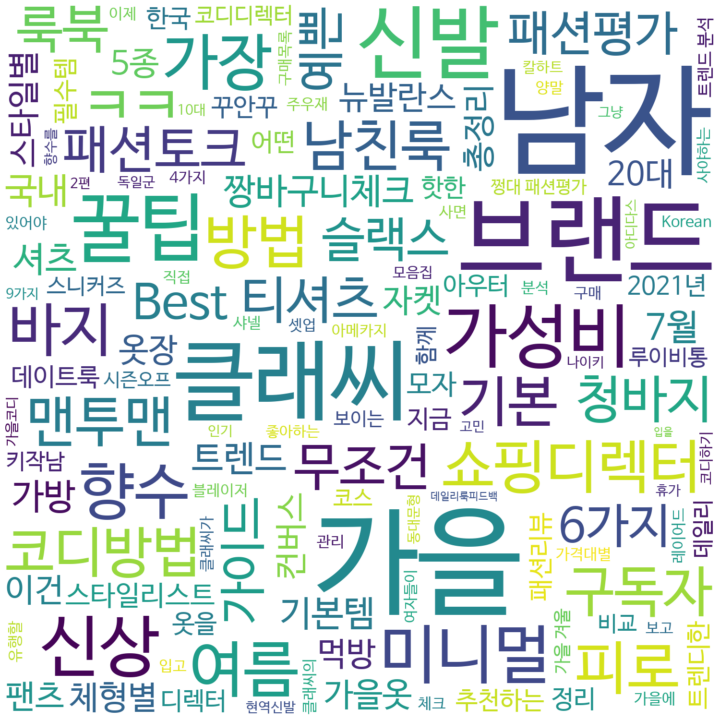 룩북
이제
한국
코디디렉터
5종
가장
구매목록
예쁜
신발
패션평가
칼하트
양말
트렌드 분석
스타일별
필수템
ㅋㅋ
10대
주우재
꾸안꾸
뉴발란스
총정리
남자
그냥
사야하는
향수를
패션토크
어떤
남친룩
20대
2편
독일군
4가지
국내
짱바구니체크
핫한
쩡대 패션평가
있어야
꿀팁
방법
슬랙스
사면
브랜드
아디다스
Korean
셔츠
직접
모음집
9가지
스니커즈
Best
티셔츠
자켓
아우터
분석
구매
2021년
바지
샤넬
셋업
아메카지
함께
가성비
7월
나이키
루이비통
옷장
클래씨
데이트룩
시즌오프
모자
기본
청바지
가을코디
맨투맨
보이는
지금
고민
입을
키작남
인기
좋아하는
트렌드
무조건
쇼핑디렉터
코디하기
가방
향수
블레이저
코스
데일리룩피드백
휴가
코디방법
클래씨가
가이드
컨버스
관리
가을
동대문형
여자들이
패션리뷰
6가지
가격대별
레이어드
데일리
이건
스타일리스트
기본템
구독자
신상
옷을
먹방
미니멀
가을 겨울
비교
보고
트렌디한
유행할
입고
여름
피로
팬츠
체형별
디렉터
현역신발
클래씨의
가을옷
체크
추천하는
정리
가을에